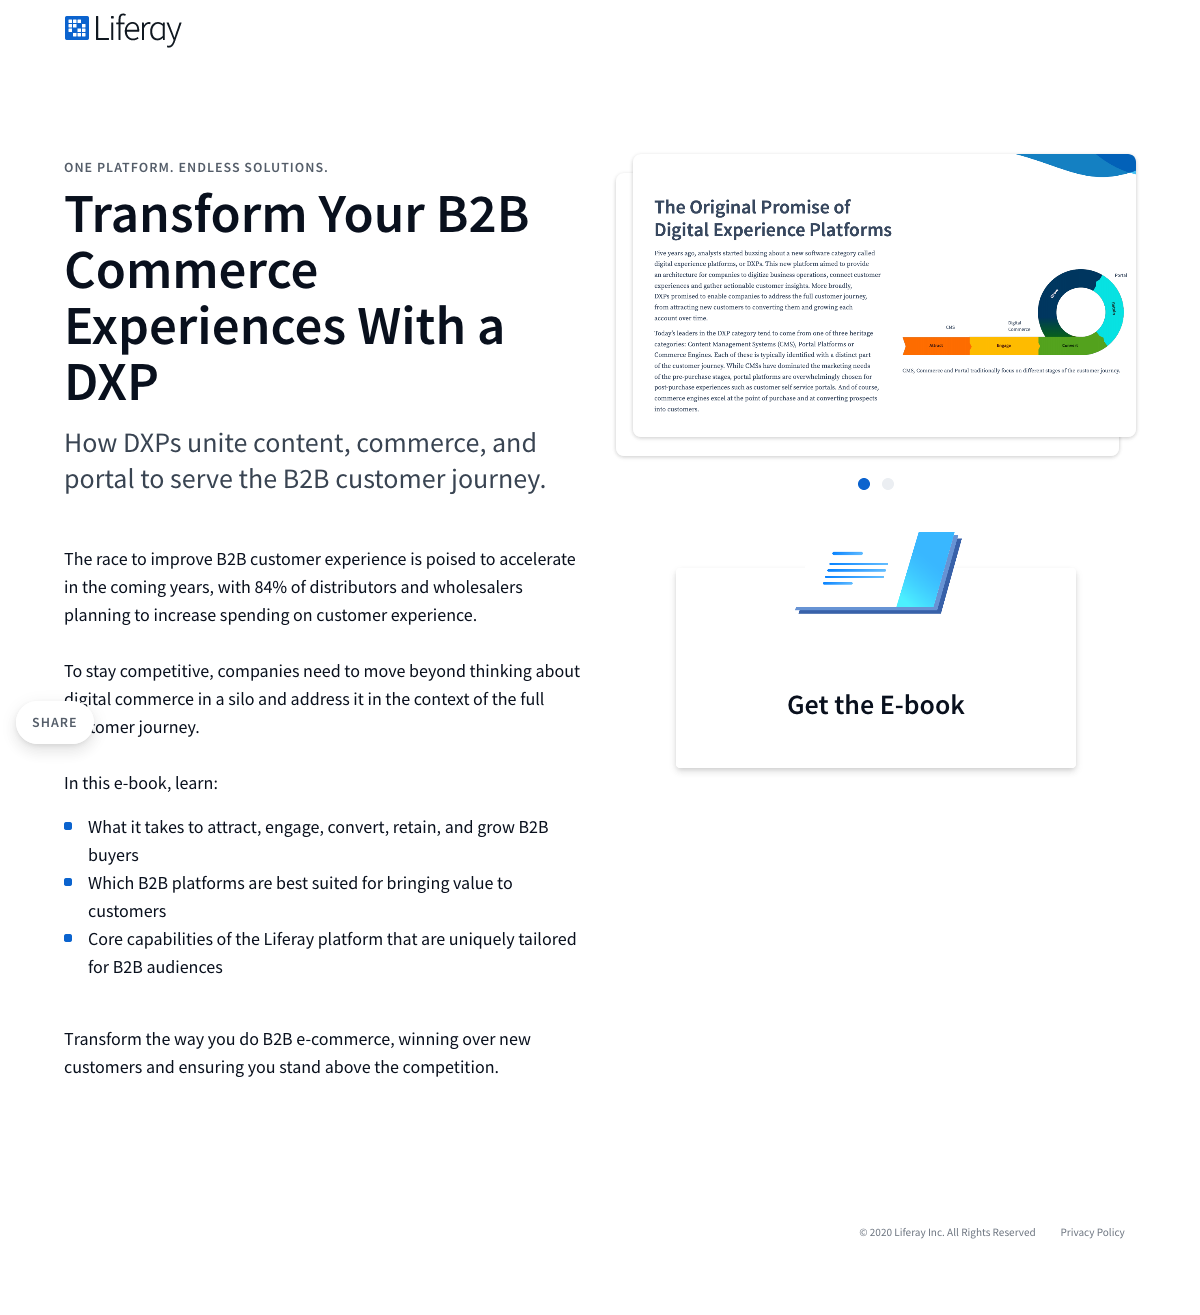 Liferay
ONE PLATFORM. ENDLESS SOLUTIONS.
Transform Your B2B
Commerce
Experiences With a
DXP
How DXPs unite content, commerce, and
portal to serve the B2B customer journey.
The race to improve B2B customer experience is poised to accelerate
in the coming years, with 84% of distributors and wholesalers
planning to increase spending on customer experience.
To stay competitive, companies need to move beyond thinking about
digital commerce in a silo and address it in the context of the full
tomer journey.
SHARE
In this e-book, learn:
What it takes to attract, engage, convert, retain, and grow B2B
buyers
Which B2B platforms are best suited for bringing value to
customers
Core capabilities of the Liferay platform that are uniquely tailored
for B2B audiences
Transform the way you do B2B e-commerce, winning over new
customers and ensuring you stand above the competition.
The Original Promise of
Digital Experience Platforms
Five years ago, analysts started buzzing about a new software category called
digital experience platforms, or DXPs. This new platform aimed to provide
an architecture for companies to digitize business operations, connect customer
experiences and gather actionable customer insights. More broadly,
DXPs promised to enable companies to address the full customer journey,
from attracting new customers to converting them and growing each
account over time.
Today's leaders in the DXP category tend to come from one of three heritage
categories: Content Management Systems (CMS), Portal Platforms or
Commerce Engines. Each of these is typically identified with a distinct part
of the customer journey. While CMSs have dominated the marketing needs
of the pre-purchase stages, portal platforms are overwhelmingly chosen for
post-purchase experiences such as customer self service portals. And of course,
commerce engines excel at the point of purchase and at converting prospects
into customers.
Portal
CMS
Digital
Commerce
Attract
Engage
Convert
CMS, Commerce and Portal traditionally focus on different stages of the customer journey.
Get the E-book
© 2020 Liferay Inc. All Rights Reserved
Privacy Policy